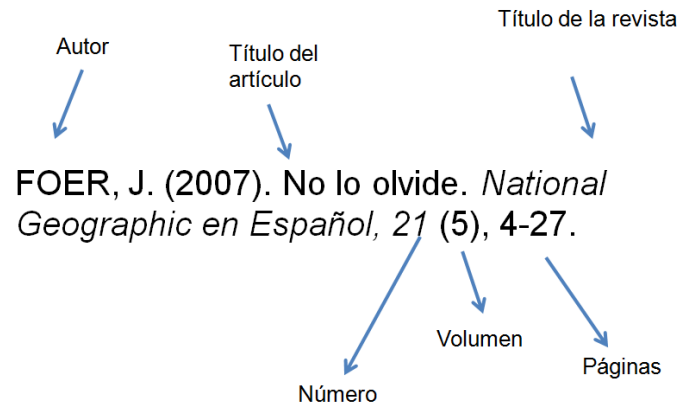 Título de la revista
Autor
Título del
artículo
FOER, J. (2007). No lo olvide. National
Geographic en Español, 21 (5), 4-27.
Volumen
Páginas
Número